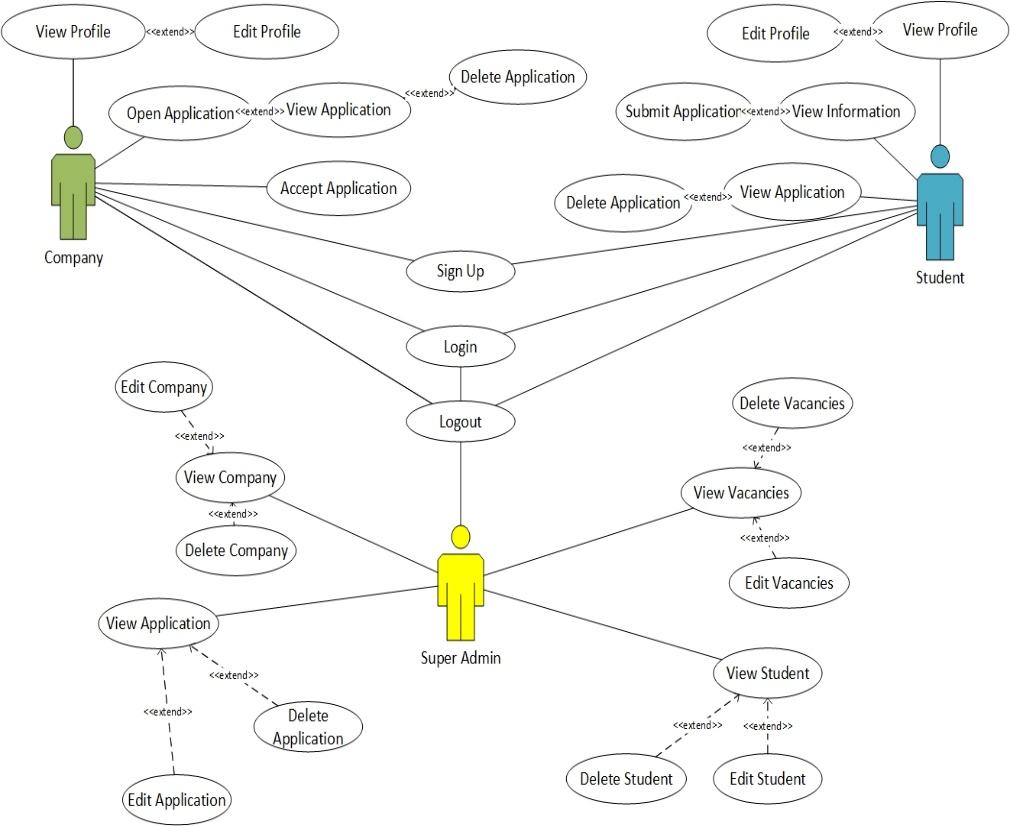 View Profile
<<extend>>
Edit Profile
Edit Profile
<<extend>>
View Profile
Open Application
<<extend>>
View Application
<<extend>>
Delete Application
Submit Application
<<extend>>
View Information
Accept Application
Delete Application
<<extend>>
View Application
Company
Student
Sign Up
Login
Logout
Edit Company
<<extend>>
View Company
<<extend>>
Delete Company
Delete Vacancies
<<extend>>
View Vacancies
<<extend>>
Edit Vacancies
View Application
<<extend>>
<<extend>>
Delete
Application
Edit Application
Super Admin
View Student
<<extend>>
<<extend>>
Delete Student
Edit Student